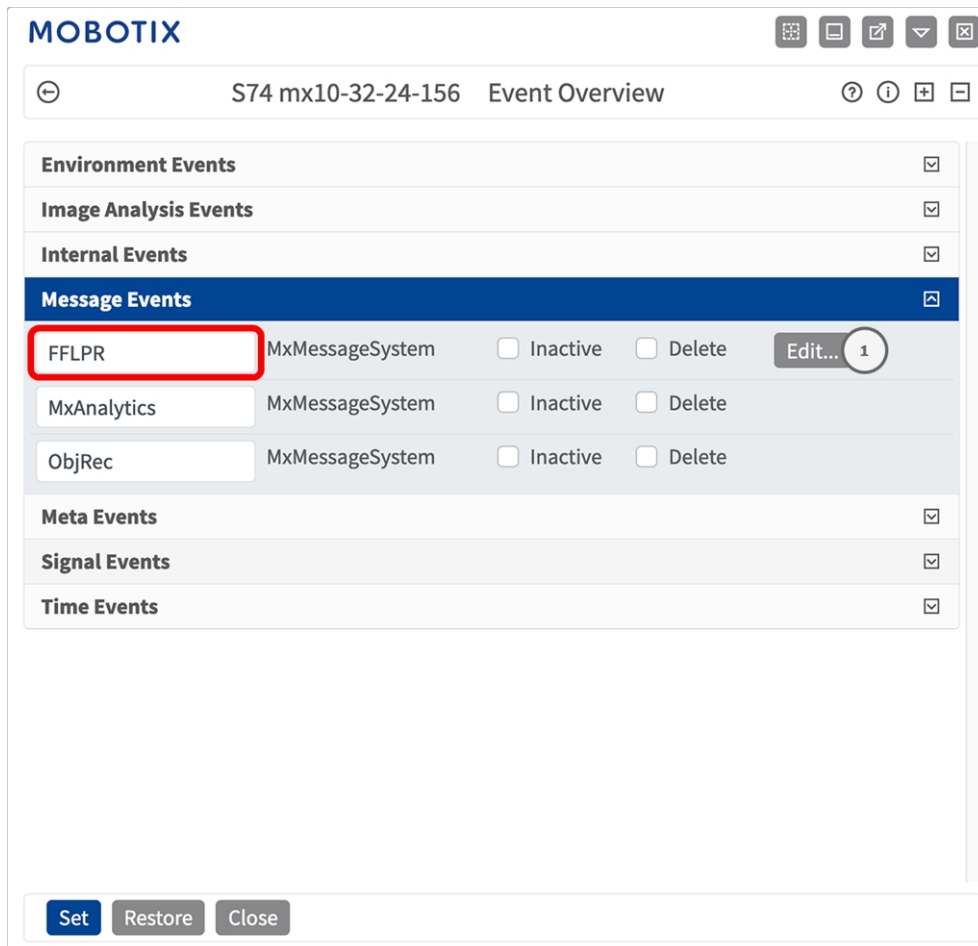 MOBOTIX
S74 mx10-32-24-156 Event Overview
Environment Events
Image Analysis Events
Internal Events
Message Events
FFLPR MxMessageSystem Inactive Delete Edit... 1
MxAnalytics MxMessageSystem Inactive Delete
ObjRec MxMessageSystem Inactive Delete
Meta Events
Signal Events
Time Events
Set Restore Close